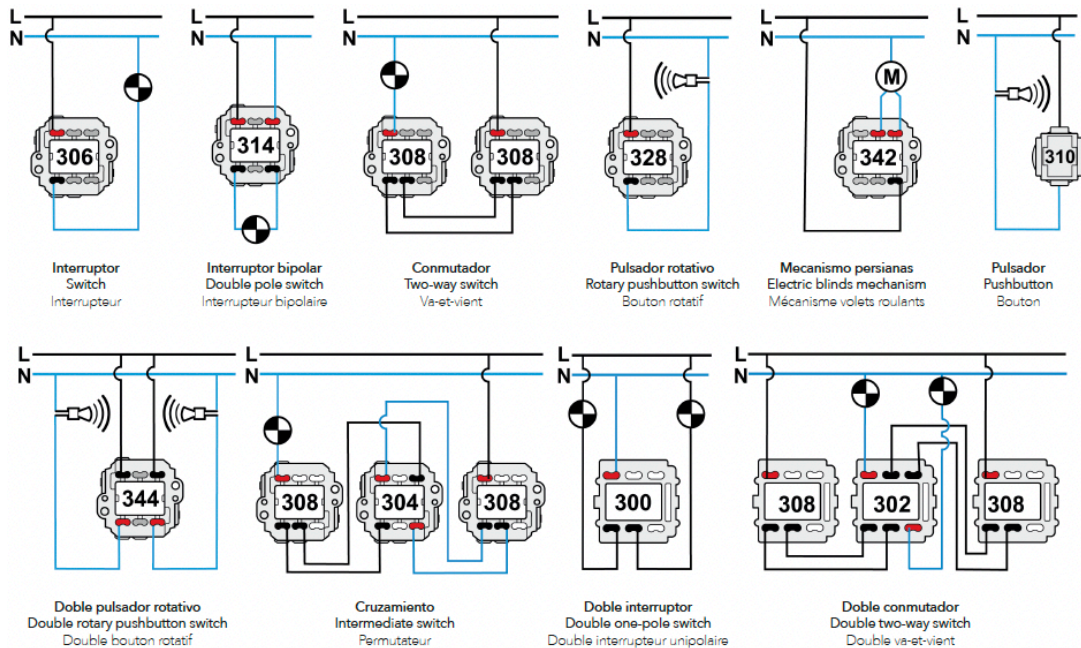 L
N
306
Interruptor
Switch
Interrupteur
L
N
314
Interruptor bipolar
Double pole switch
Interrupteur bipolaire
L
N
308
308
Conmutador
Two-way switch
Va-et-vient
L
N
328
Pulsador rotativo
Rotary pushbutton switch
Bouton rotatif
L
N
M
342
Mecanismo persianas
Electric blinds mechanism
Mécanisme volets roulants
L
N
310
Pulsador
Pushbutton
Bouton
L
N
344
Doble pulsador rotativo
Double rotary pushbutton switch
Double bouton rotatif
L
N
308
304
308
Cruzamiento
Intermediate switch
Permutateur
L
N
300
Doble interruptor
Double one-pole switch
Double interrupteur unipolaire
L
N
308
302
308
Doble conmutador
Double two-way switch
Double va-et-vient